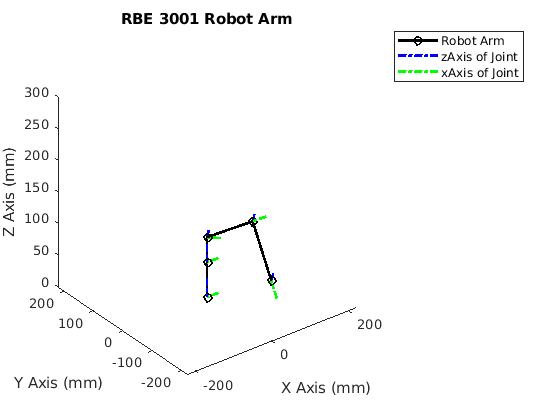 RBE 3001 Robot Arm
Robot Arm
zAxis of Joint
xAxis of Joint
300
250
200
150
100
50
0
Z Axis (mm)
200
100
0
-100
-200
Y Axis (mm)
-200
0
200
X Axis (mm)